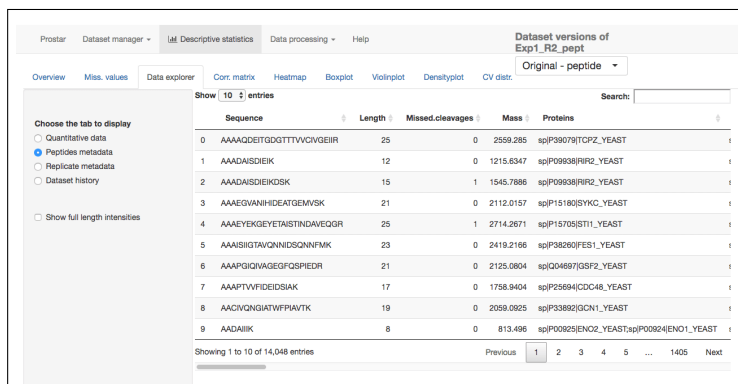 Prostar Dataset manager Descriptive statistics Data processing Help
Dataset versions of
Exp1_R2_pept
Original - peptide
Overview Miss. values Data explorer Corr. matrix Heatmap Boxplot Violinplot Densityplot CV distr.
Choose the tab to display
Quantitative data
Peptides metadata
Replicate metadata
Dataset history
Show full length intensities
Show 10 entries
Search:
Sequence Length Missed.cleavages Mass Proteins
0 AAAAQDEITGDGTTTVVCIVGEIIR 25 0 2559.285 sp|P39079|TCPZ_YEAST s
1 AAADAISDIEIK 12 0 1215.6347 sp|P09938|RIR2_YEAST s
2 AAADAISDIEIKDSK 15 1 1545.7886 sp|P09938|RIR2_YEAST s
3 AAAEGVANIHIDEATGEMVSK 21 0 2112.0157 sp|P15180|SYKC_YEAST s
4 AAAEYEKGEYETAISTINDAVEQGR 25 1 2714.2671 sp|P15705|STI1_YEAST s
5 AAAISIIGTAVQNNIDSQNNFMK 23 0 2419.2166 sp|P38260|FES1_YEAST s
6 AAAPGIQIVAGEGFQSPIEDR 21 0 2125.0804 sp|Q04697|GSF2_YEAST s
7 AAAPTVVFIDEIDSIAK 17 0 1758.9404 sp|P25694|CDC48_YEAST s
8 AACIVQNGIATWFPIAVTK 19 0 2059.0925 sp|P33892|GCN1_YEAST s
9 AADAIIIK 8 0 813.496 sp|P00925|ENO2_YEAST;sp|P00924|ENO1_YEAST s
Showing 1 to 10 of 14,048 entries
Previous 1 2 3 4 5 ... 1405 Next